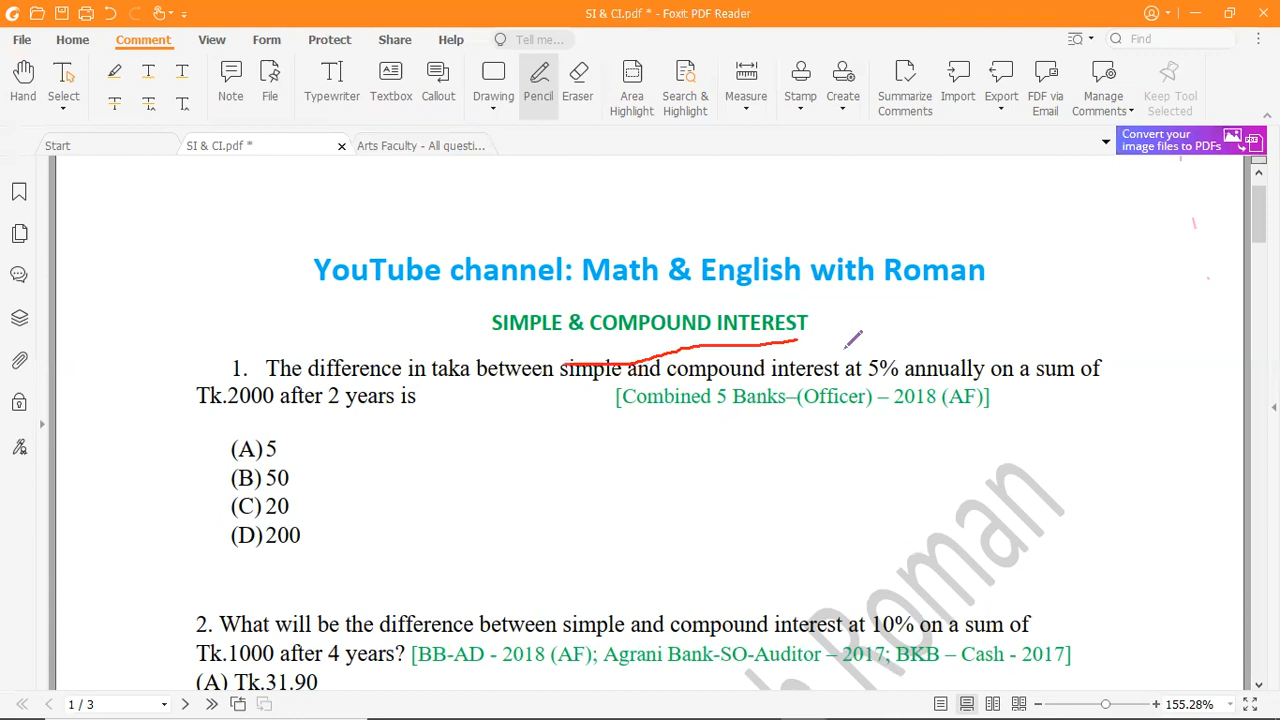 SI & CI.pdf * - Foxit PDF Reader
File Home Comment View Form Protect Share Help Tell me... Find
Hand Select Note File Typewriter Textbox Callout Drawing Pencil Eraser Area Highlight Search & Highlight Measure Stamp Create Summarize Comments Import Export PDF via Email Manage Comments Keep Tool Selected
Start SI & CI.pdf * Arts Faculty - All questi... Convert your image files to PDFs
YouTube channel: Math & English with Roman
SIMPLE & COMPOUND INTEREST
1. The difference in taka between simple and compound interest at 5% annually on a sum of
Tk.2000 after 2 years is [Combined 5 Banks–(Officer) – 2018 (AF)]
(A) 5
(B) 50
(C) 20
(D) 200
2. What will be the difference between simple and compound interest at 10% on a sum of
Tk.1000 after 4 years? [BB-AD - 2018 (AF); Agrani Bank-SO-Auditor – 2017; BKB – Cash - 2017]
(A) Tk.31.90
h Roman
1 / 3 155.28%